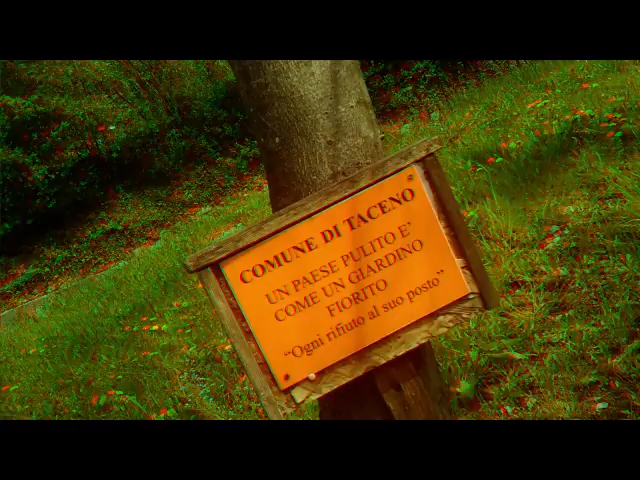 COMUNE DI TACENO
UN PAESE PULITO E'
COME UN GIARDINO
FIORITO
“Ogni rifiuto al suo posto”